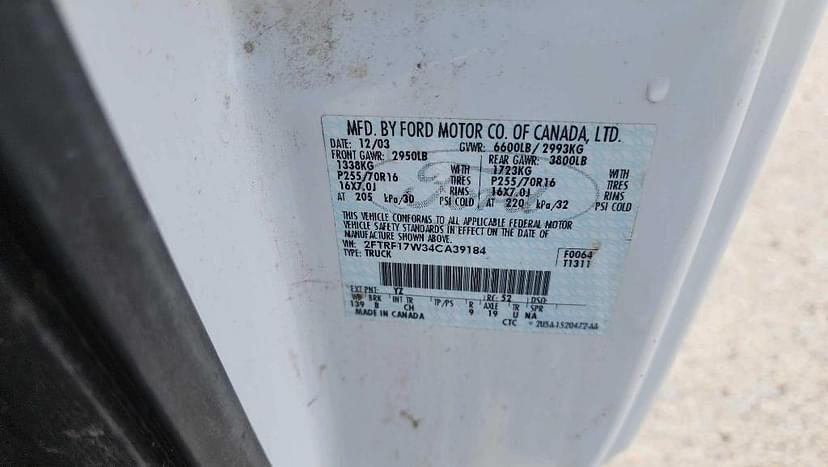 MFD. BY FORD MOTOR CO. OF CANADA, LTD.
DATE: 12/03 GVWR: 6600LB/ 2993KG
FRONT GAWR: 2950LB REAR GAWR: 3800LB
1338KG WITH 1723KG WITH
P255/70R16 TIRES P255/70R16 TIRES
16X7.0J RIMS 16X7.0J RIMS
AT 205 kPa/30 PSI COLD AT 220 kPa/32 PSI COLD
THIS VEHICLE CONFORMS TO ALL APPLICABLE FEDERAL MOTOR
VEHICLE SAFETY STANDARDS IN EFFECT ON THE DATE OF
MANUFACTURE SHOWN ABOVE.
VIN: 2FTRF17W34CA39184 F0064
TYPE: TRUCK T1311
EXT PNT: YZ RC: 52 DSO:
WB BRK INT TR TP/PS R AXLE TR SPR
139 B CH 9 19 U NA
MADE IN CANADA CTC